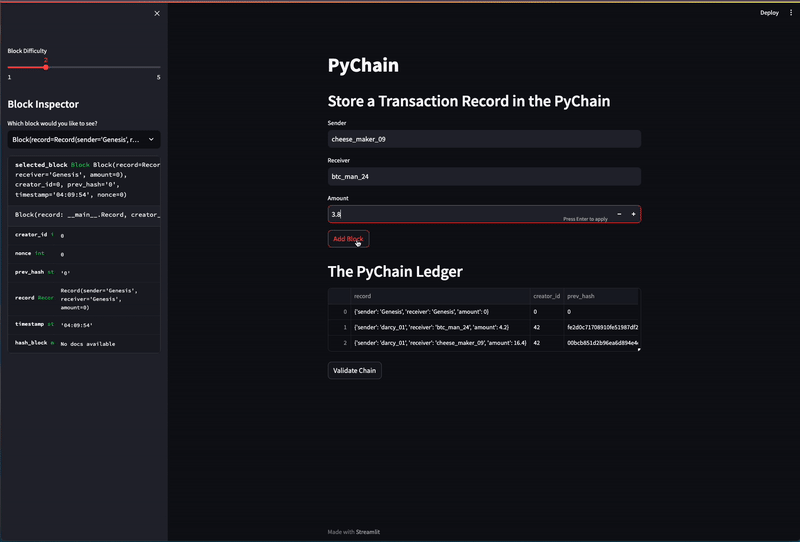 Deploy
Block Difficulty
2
1 5
Block Inspector
Which block would you like to see?
Block(record=Record(sender='Genesis', r...
selected_block Block Block(record=Recor
receiver='Genesis', amount=0),
creator_id=0, prev_hash='0',
timestamp='04:09:54', nonce=0)
Block(record: __main__.Record, creator_
creator_id i 0
nonce int 0
prev_hash st '0'
record Recor Record(sender='Genesis',
receiver='Genesis',
amount=0)
timestamp st '04:09:54'
hash_block m No docs available
PyChain
Store a Transaction Record in the PyChain
Sender
cheese_maker_09
Receiver
btc_man_24
Amount
3.8
Press Enter to apply
Add Block
The PyChain Ledger
record creator_id prev_hash
0 {'sender': 'Genesis', 'receiver': 'Genesis', 'amount': 0} 0 0
1 {'sender': 'darcy_01', 'receiver': 'btc_man_24', 'amount': 4.2} 42 fe2d0c71708910fe51987df2
2 {'sender': 'darcy_01', 'receiver': 'cheese_maker_09', 'amount': 16.4} 42 00bcb851d2b96ea6d894e4
Validate Chain
Made with Streamlit